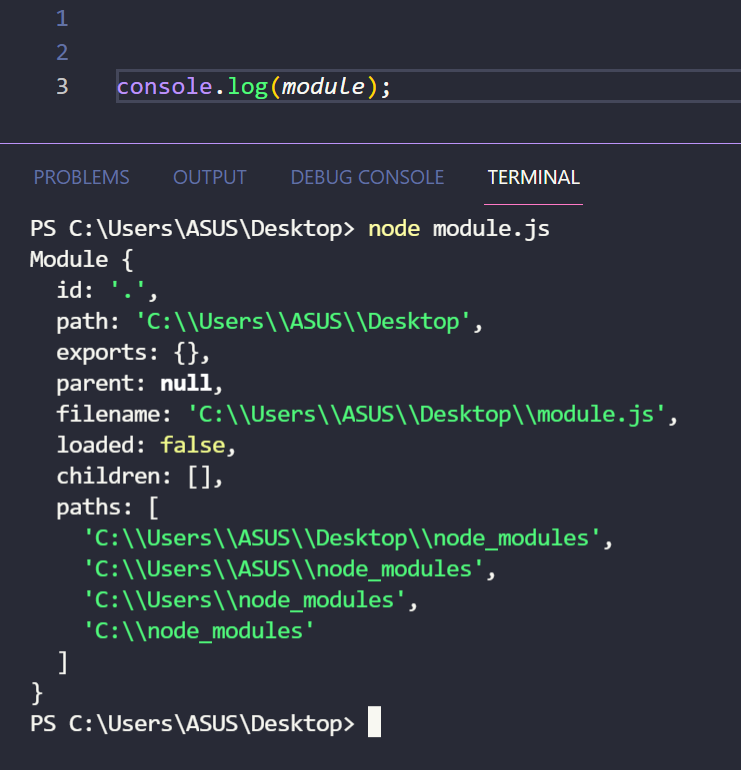 1
2
3 console.log(module);
PROBLEMS OUTPUT DEBUG CONSOLE TERMINAL
PS C:\Users\ASUS\Desktop> node module.js
Module {
  id: '.',
  path: 'C:\\Users\\ASUS\\Desktop',
  exports: {},
  parent: null,
  filename: 'C:\\Users\\ASUS\\Desktop\\module.js',
  loaded: false,
  children: [],
  paths: [
    'C:\\Users\\ASUS\\Desktop\\node_modules',
    'C:\\Users\\ASUS\\node_modules',
    'C:\\Users\\node_modules',
    'C:\\node_modules'
  ]
}
PS C:\Users\ASUS\Desktop>